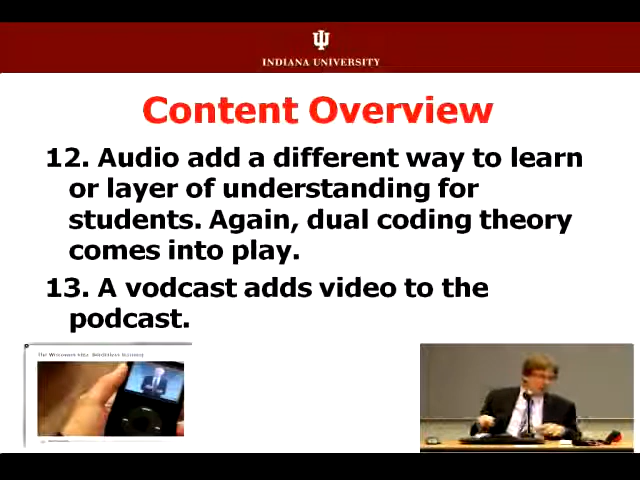 INDIANA UNIVERSITY
Content Overview
12. Audio add a different way to learn
or layer of understanding for
students. Again, dual coding theory
comes into play.
13. A vodcast adds video to the
podcast.